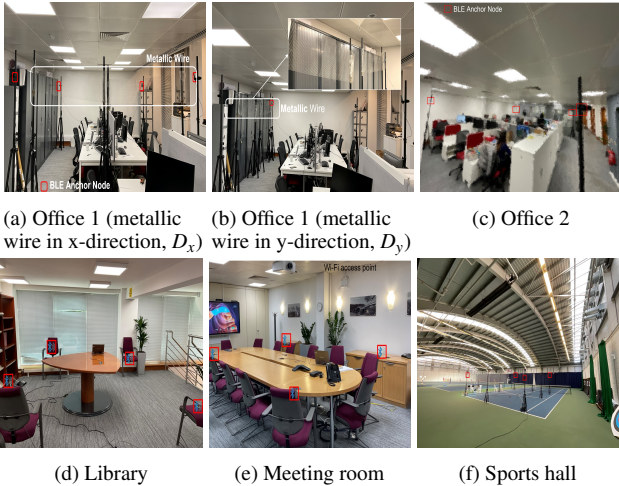 BLE Anchor Node
Metallic Wire
BLE Anchor Node
Metallic Wire
(a) Office 1 (metallic
wire in x-direction, Dx)
(b) Office 1 (metallic
wire in y-direction, Dy)
(c) Office 2
Wi-Fi access point
(d) Library
(e) Meeting room
(f) Sports hall